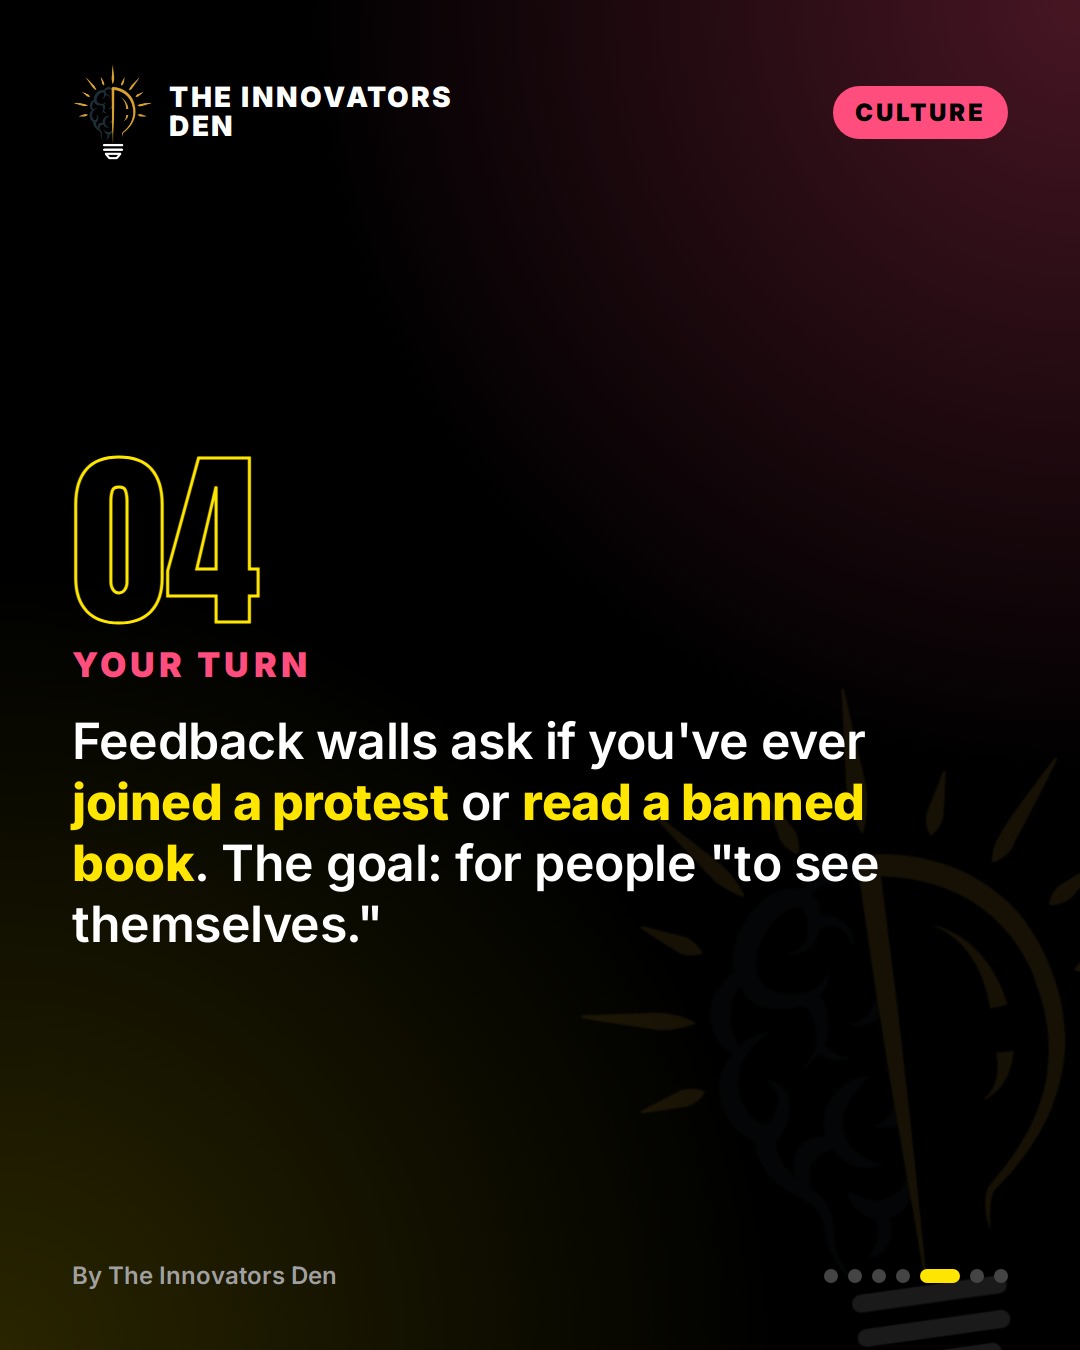 THE INNOVATORS
DEN
CULTURE
04
YOUR TURN
Feedback walls ask if you've ever
joined a protest or read a banned
book. The goal: for people "to see
themselves."
By The Innovators Den